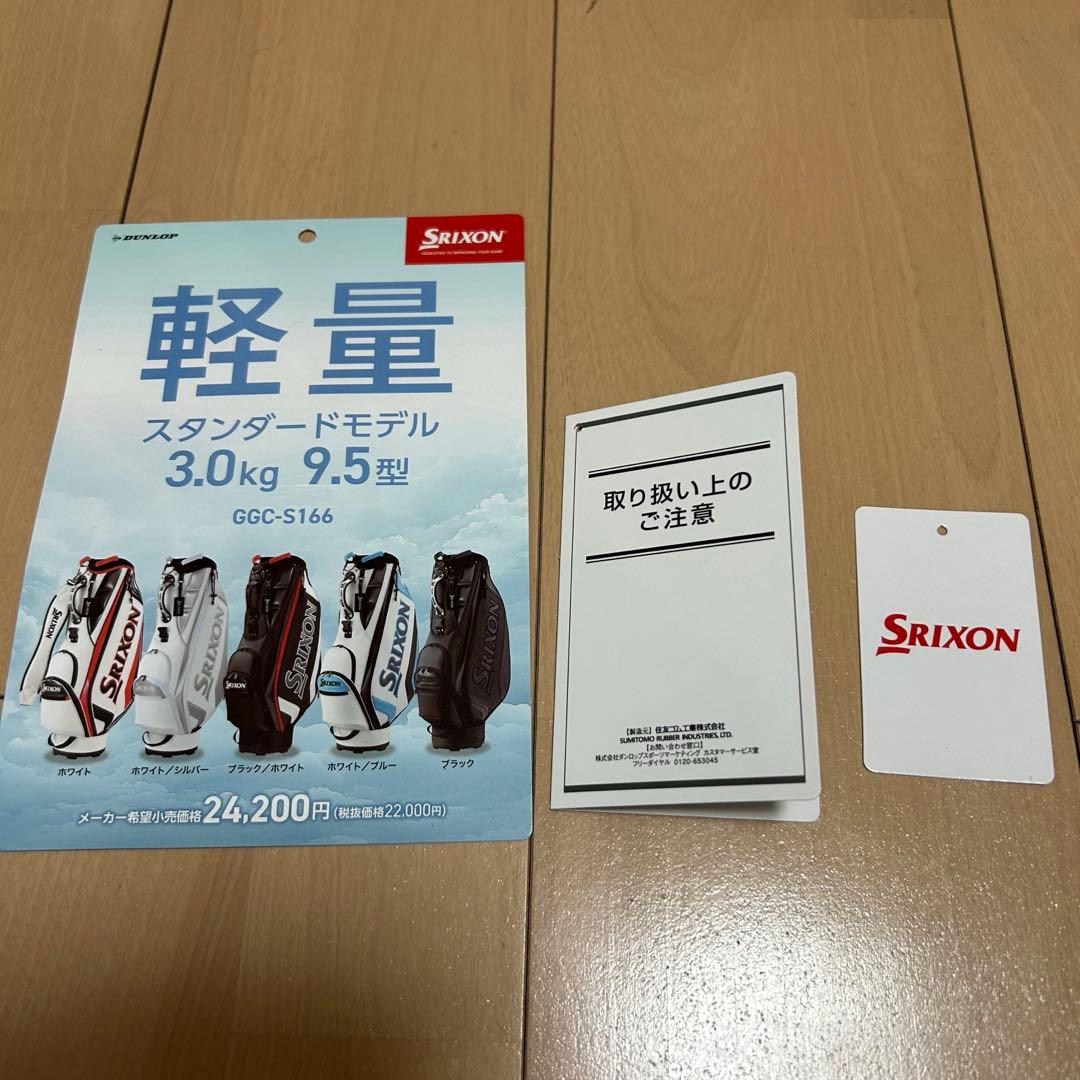 DUNLOP
SRIXON
DEDICATED TO IMPROVING YOUR GAME
軽量
スタンダードモデル
3.0kg 9.5型
GGC-S166
SRIXON
SRIXON
SRIXON
SRIXON
SRIXON
SRIXON
SRIXON
SRIXON
SRIXON
ホワイト
ホワイト／シルバー
ブラック／ホワイト
ホワイト／ブルー
ブラック
メーカー希望小売価格24,200円(税抜価格22,000円)
取り扱い上の
ご注意
【製造元】住友ゴム工業株式会社
SUMITOMO RUBBER INDUSTRIES, LTD.
【お問い合わせ窓口】
株式会社ダンロップスポーツマーケティング カスタマーサービス室
フリーダイヤル 0120-653045
SRIXON